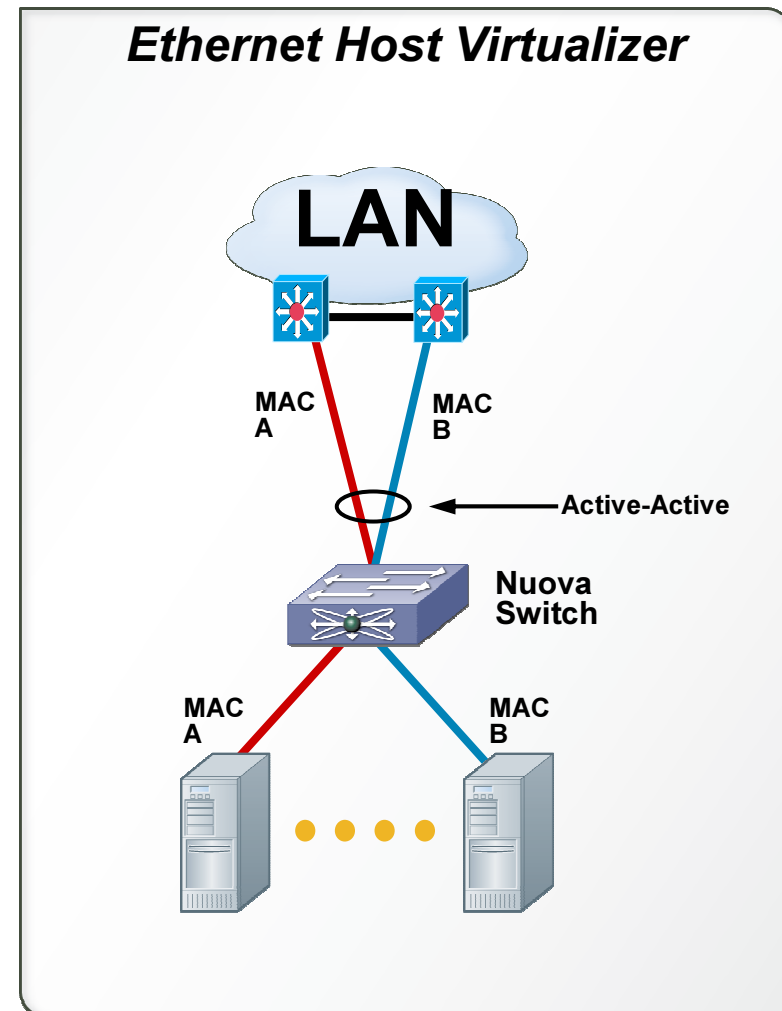 Ethernet Host Virtualizer
LAN
MAC
A
MAC
B
Active-Active
Nuova
Switch
MAC
A
MAC
B